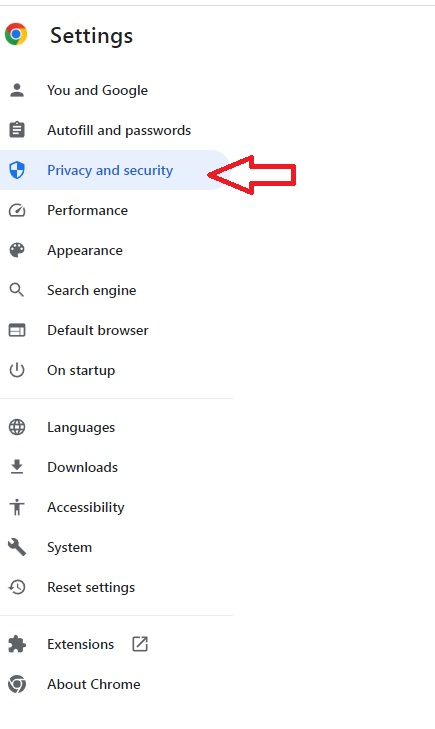 Settings
You and Google
Autofill and passwords
Privacy and security
Performance
Appearance
Search engine
Default browser
On startup
Languages
Downloads
Accessibility
System
Reset settings
Extensions
About Chrome